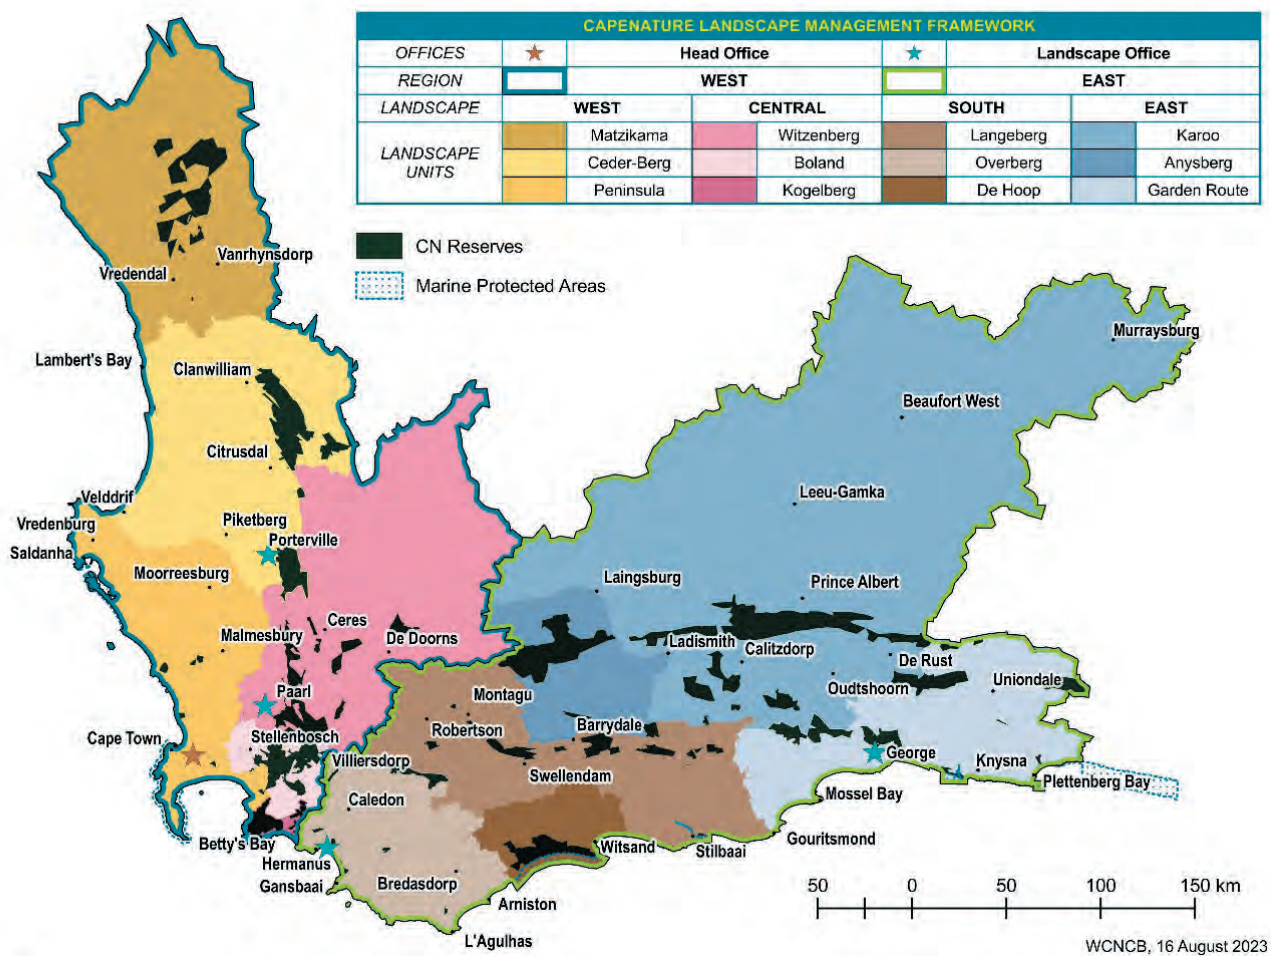 CAPENATURE LANDSCAPE MANAGEMENT FRAMEWORK
OFFICES Head Office Landscape Office
REGION WEST EAST
LANDSCAPE WEST CENTRAL SOUTH EAST
LANDSCAPE UNITS
Matzikama Witzenberg Langeberg Karoo
Ceder-Berg Boland Overberg Anysberg
Peninsula Kogelberg De Hoop Garden Route
CN Reserves
Marine Protected Areas
Vanrhynsdorp
Vredendal
Murraysburg
Lambert's Bay
Clanwilliam
Beaufort West
Citrusdal
Leeu-Gamka
Velddrif
Vredenburg
Piketberg
Porterville
Saldanha
Moorreesburg
Laingsburg
Prince Albert
Ceres
Malmesbury
De Doorns
Ladismith
Calitzdorp
De Rust
Uniondale
Paarl
Montagu
Oudtshoorn
Robertson
Barrydale
Cape Town
Stellenbosch
George
Villiersdorp
Knysna
Swellendam
Plettenberg Bay
Caledon
Mossel Bay
Betty's Bay
Witsand
Stilbaai
Gouritsmond
Hermanus
Gansbaai
Bredasdorp
Arniston
L'Agulhas
50 0 50 100 150 km
WCNCB, 16 August 2023